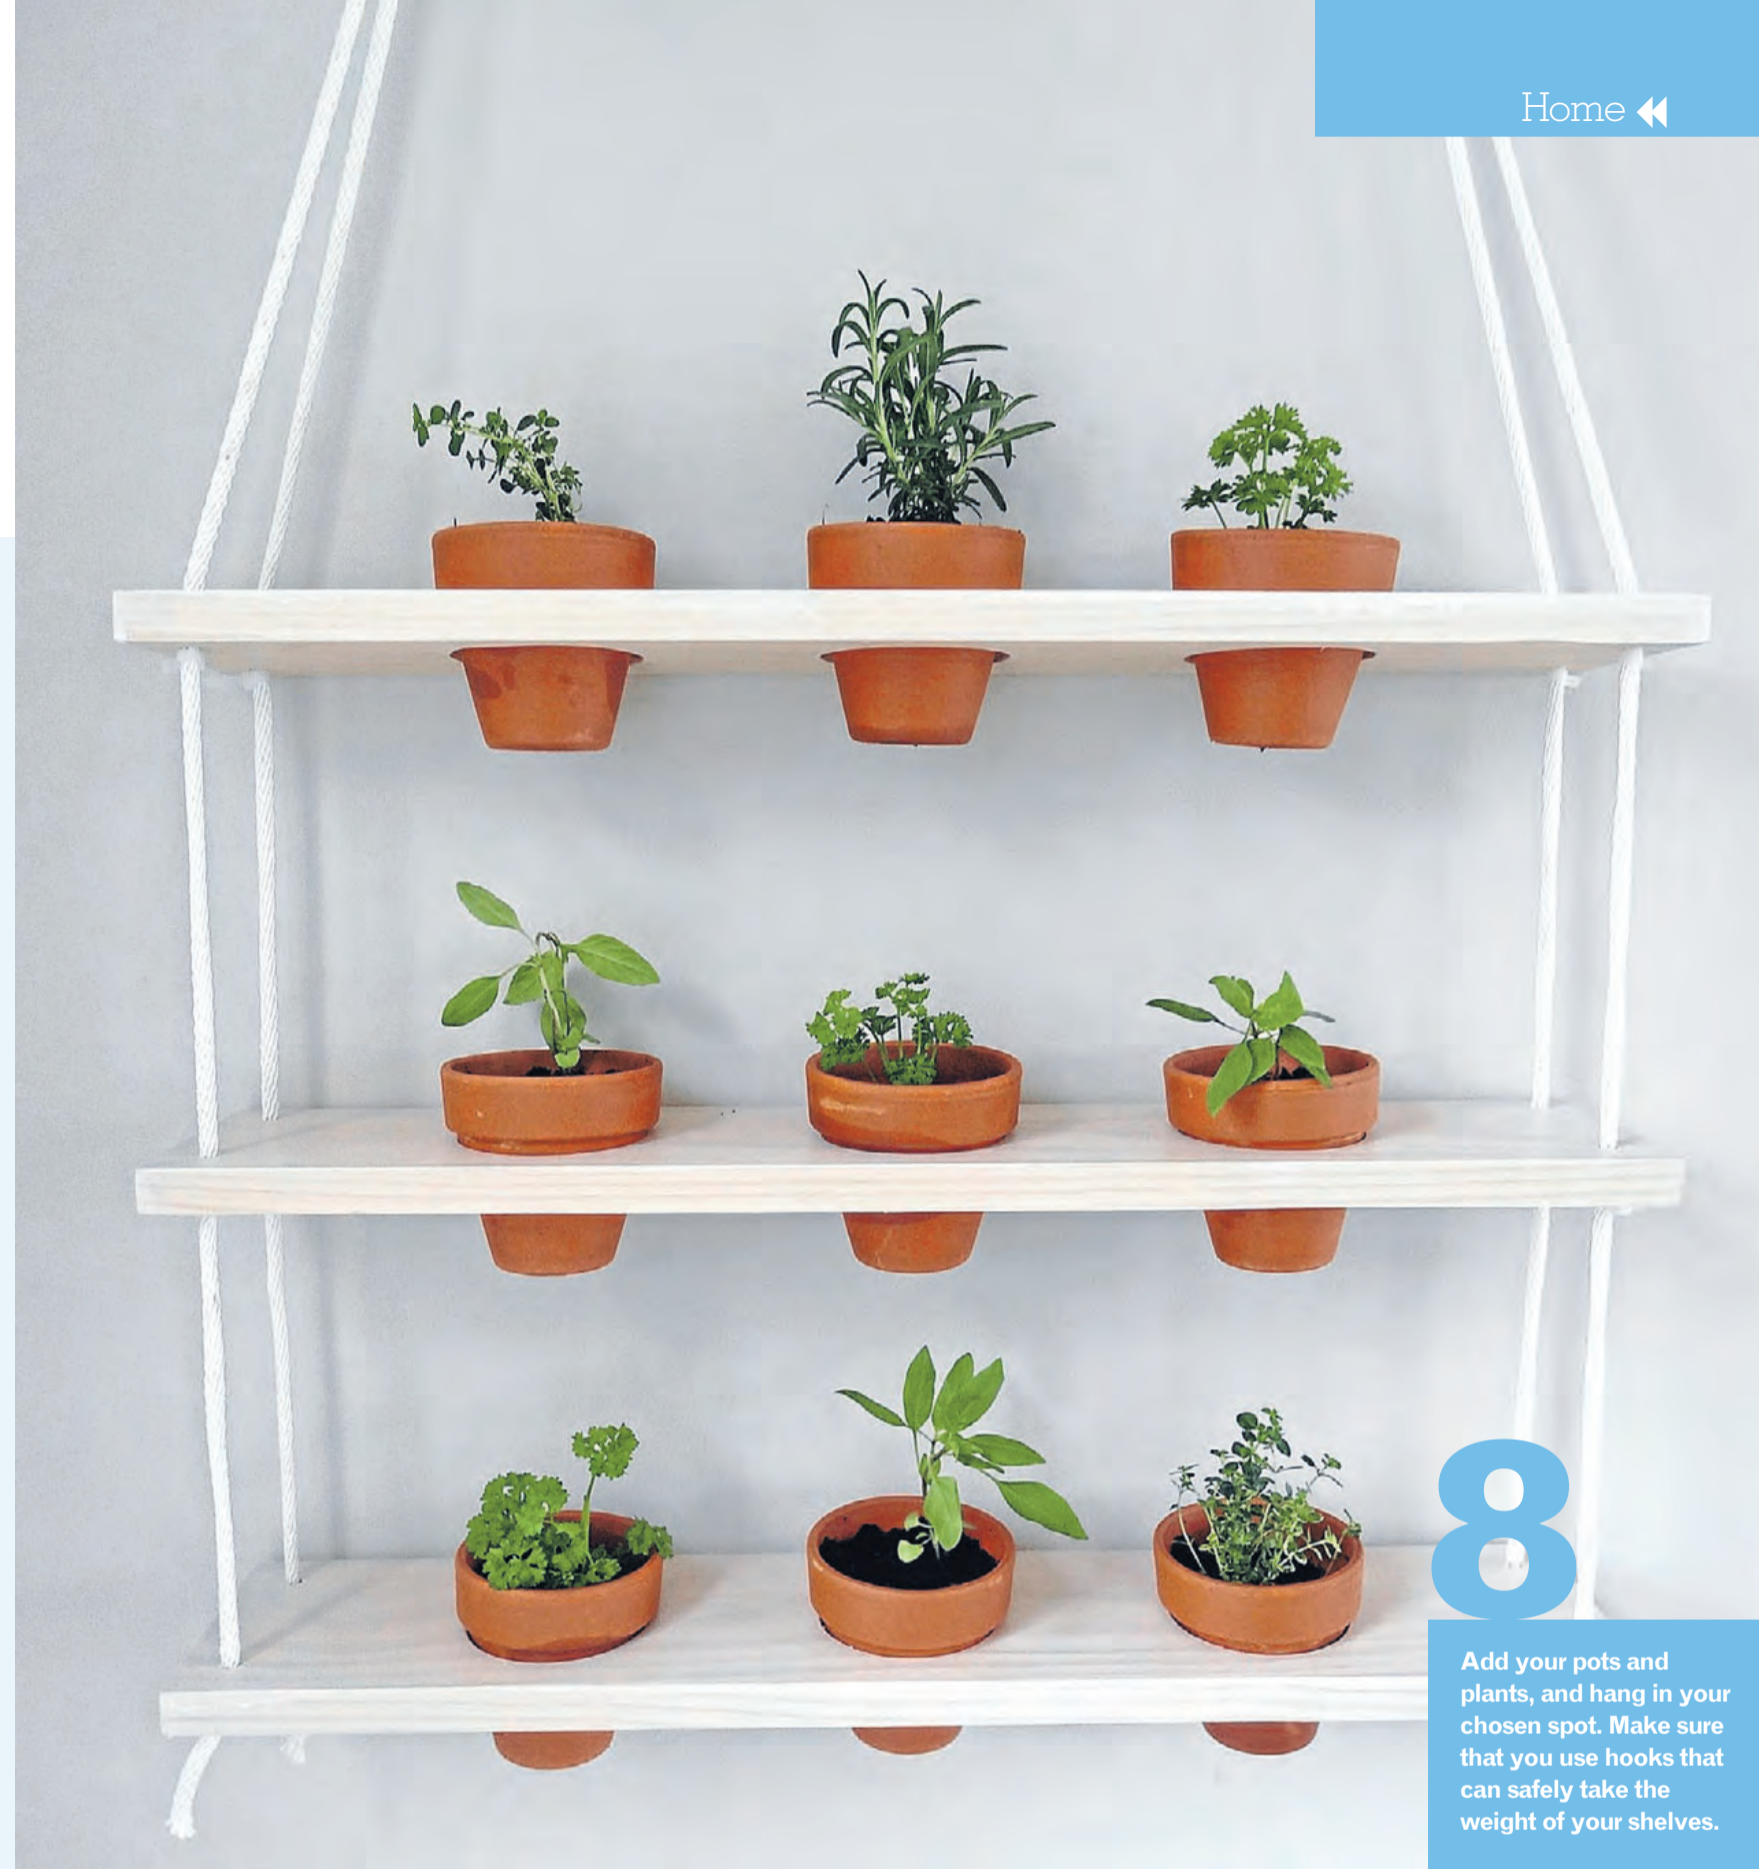 Home
8
Add your pots and
plants, and hang in your
chosen spot. Make sure
that you use hooks that
can safely take the
weight of your shelves.